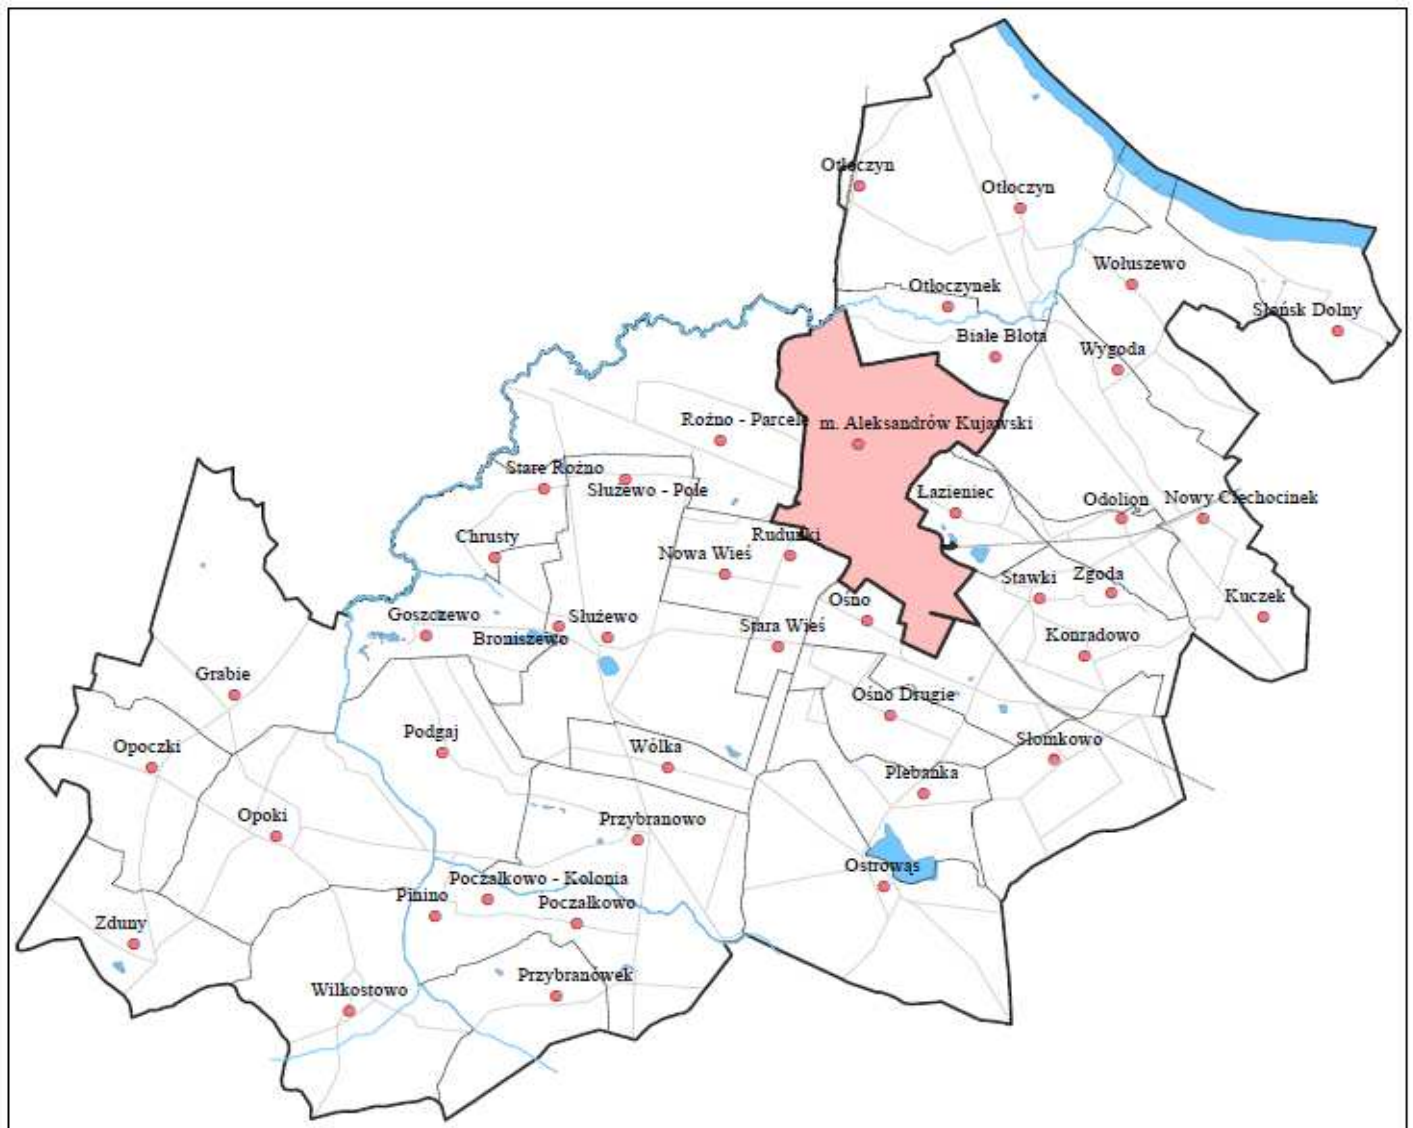 Otłoczyn
Otłoczyn
Wołuszewo
Otłoczynek
Słońsk Dolny
Białe Błota
Wygoda
Rożno - Parcele
m. Aleksandrów Kujawski
Stare Rożno
Służewo - Pole
Łazieniec
Odolion
Nowy Ciechocinek
Chrusty
Nowa Wieś
Rudunki
Stawki
Zgoda
Ośno
Kuczek
Goszczewo
Broniszewo
Służewo
Stara Wieś
Konradowo
Grabie
Ośno Drugie
Podgaj
Opoczki
Wólka
Słomkowo
Plebanka
Opoki
Przybranowo
Ostrowąs
Poczałkowo - Kolonia
Pinino
Poczałkowo
Zduny
Przybranówek
Wilkostowo